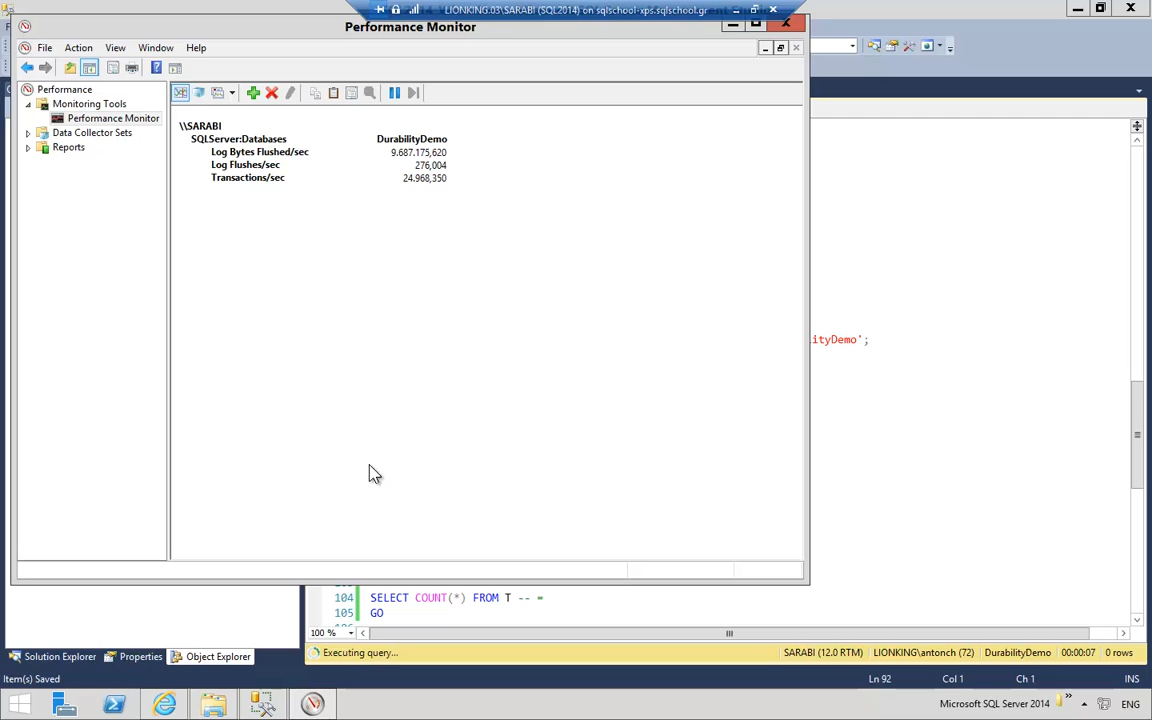 LIONKING.03\SARABI (SQL2014) on sqlschool-xps.sqlschool.gr
Performance Monitor
File Action View Window Help
Performance
Monitoring Tools
Performance Monitor
Data Collector Sets
Reports
\\SARABI
SQLServer:Databases DurabilityDemo
Log Bytes Flushed/sec 9.687.175,620
Log Flushes/sec 276,004
Transactions/sec 24.968,350
ityDemo';
104 SELECT COUNT(*) FROM T -- =
105 GO
100 %
Solution Explorer Properties Object Explorer
Executing query... SARABI (12.0 RTM) LIONKING\antonch (72) DurabilityDemo 00:00:07 0 rows
Item(s) Saved Ln 92 Col 1 Ch 1 INS
Microsoft SQL Server 2014 ENG